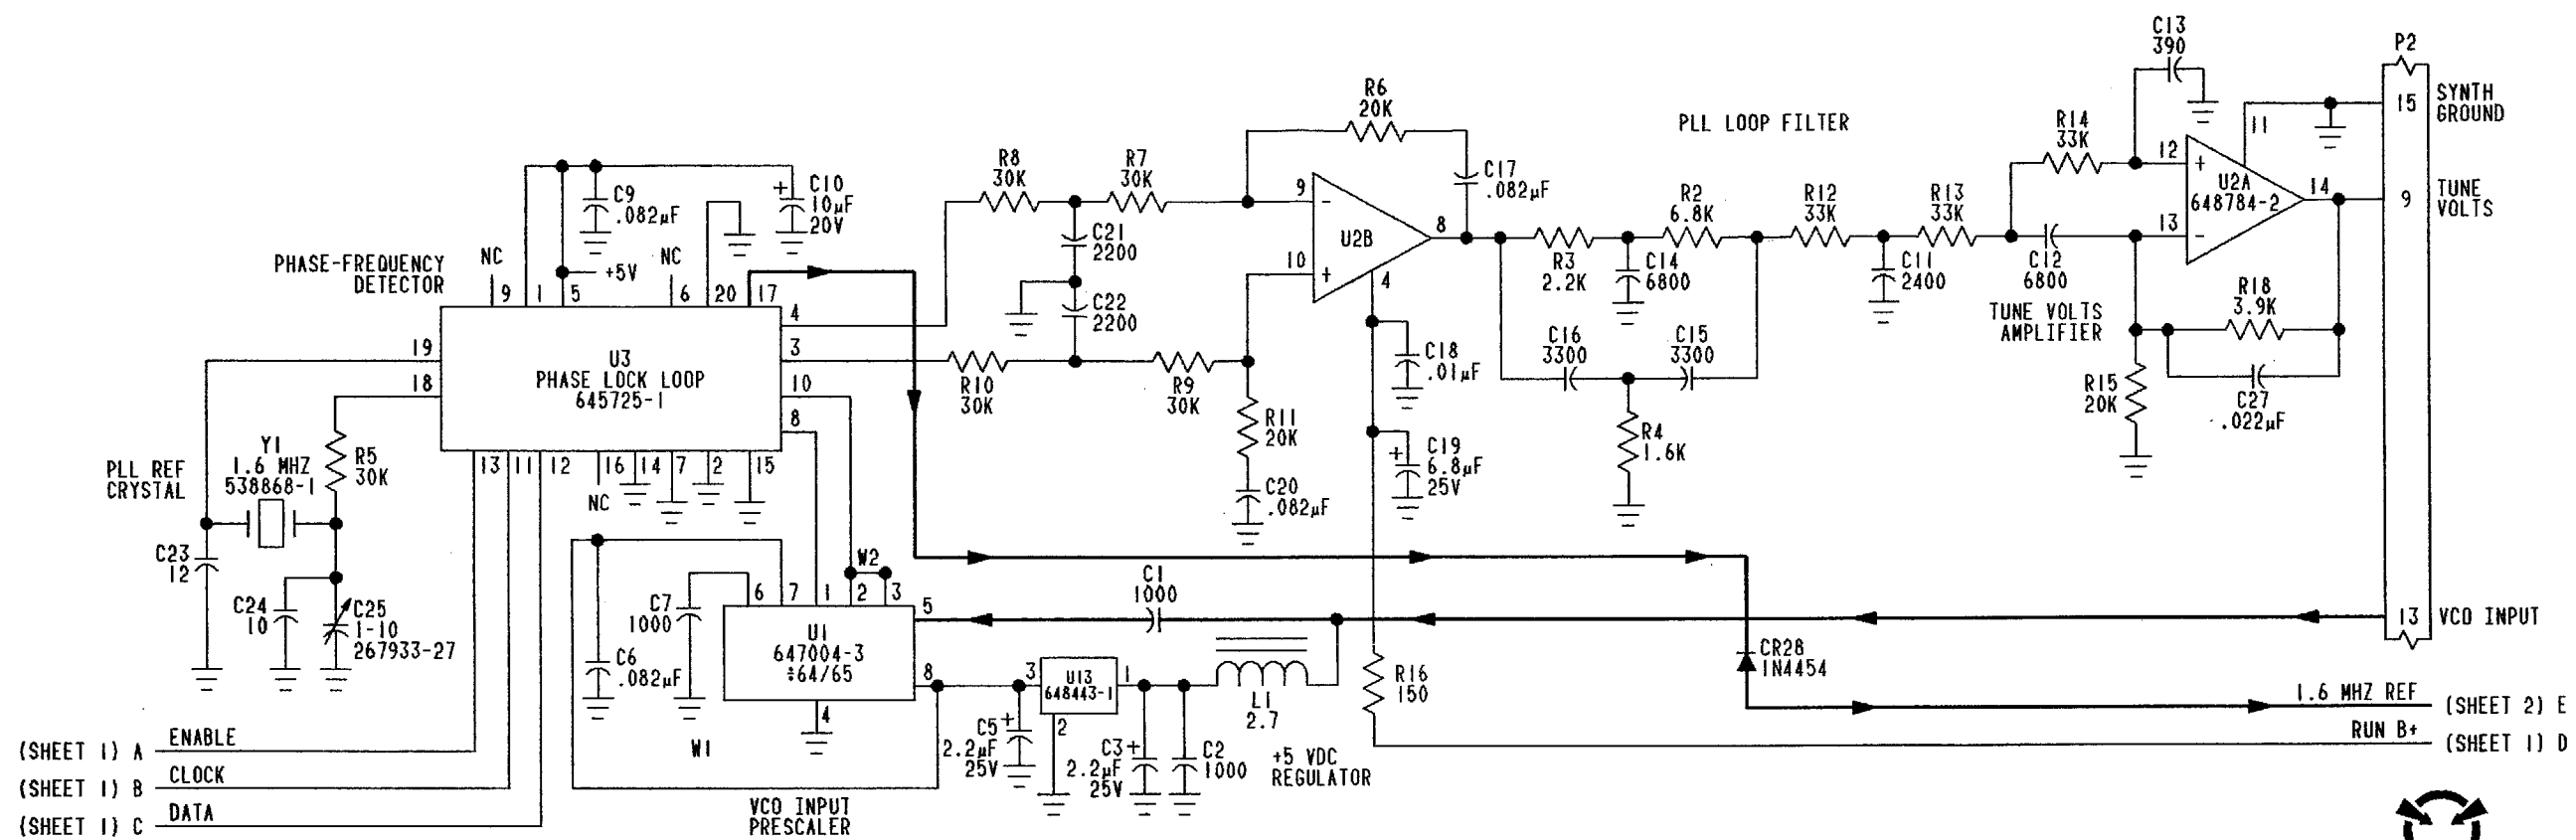 C13
390
P2
15
SYNTH
GROUND
11
R14
33K
12
+
U2A
648784-2
14
9
TUNE
VOLTS
13
-
R6
20K
C17
.082µF
PLL LOOP FILTER
R8
30K
R7
30K
9
-
U2B
8
10
+
4
C21
2200
C22
2200
R2
6.8K
R12
33K
R13
33K
R3
2.2K
C14
6800
C11
2400
C12
6800
TUNE VOLTS
AMPLIFIER
R18
3.9K
C27
.022µF
R15
20K
C16
3300
C15
3300
R4
1.6K
C9
.082µF
+
C10
10µF
20V
PHASE-FREQUENCY
DETECTOR
NC
+5V
NC
9
1
5
6
20
17
4
3
10
8
19
18
U3
PHASE LOCK LOOP
645725-1
13
11
12
16
14
7
2
15
NC
R10
30K
R9
30K
R11
20K
C20
.082µF
C18
.01µF
+
C19
6.8µF
25V
PLL REF
CRYSTAL
Y1
1.6 MHZ
538868-1
R5
30K
C23
12
C24
10
C25
1-10
267933-27
W2
6
7
1
2
3
5
C7
1000
U1
647004-3
÷64/65
8
4
C6
.082µF
W1
C1
1000
13
VCO INPUT
3
U13
648443-1
1
2
L1
2.7
C5
+
2.2µF
25V
C3
+
2.2µF
25V
C2
1000
+5 VDC
REGULATOR
R16
150
CR28
1N4454
1.6 MHZ REF
(SHEET 2) E
RUN B+
(SHEET 1) D
VCO INPUT
PRESCALER
(SHEET 1) A
ENABLE
(SHEET 1) B
CLOCK
(SHEET 1) C
DATA